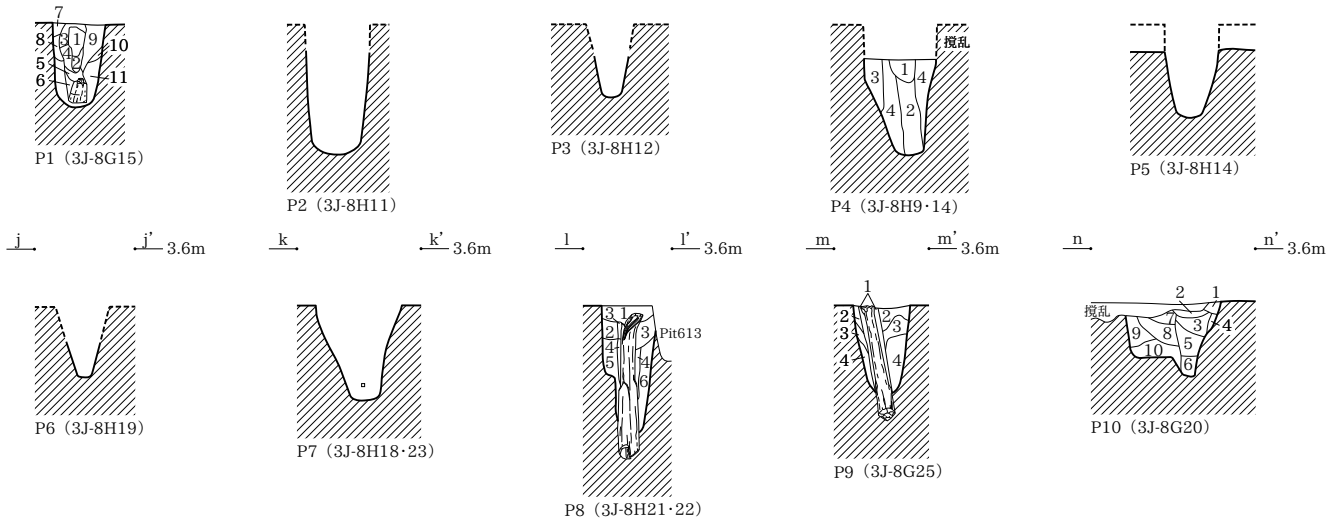 7
8 3 1 9
4 10
2
5 11
6
P1（3J-8G15）
P2（3J-8H11）
P3（3J-8H12）
撹乱
3 1 4
4 2
P4（3J-8H9・14）
P5（3J-8H14）
j j’ 3.6m
k k’ 3.6m
l l’ 3.6m
m m’ 3.6m
n n’ 3.6m
P6（3J-8H19）
P7（3J-8H18・23）
3 1
2 3 Pit613
4 4
5 6
P8（3J-8H21・22）
1
2 2
3 3
4 4
P9（3J-8G25）
2 1
撹乱
7 3 4
9 8 5
10 6
P10（3J-8G20）